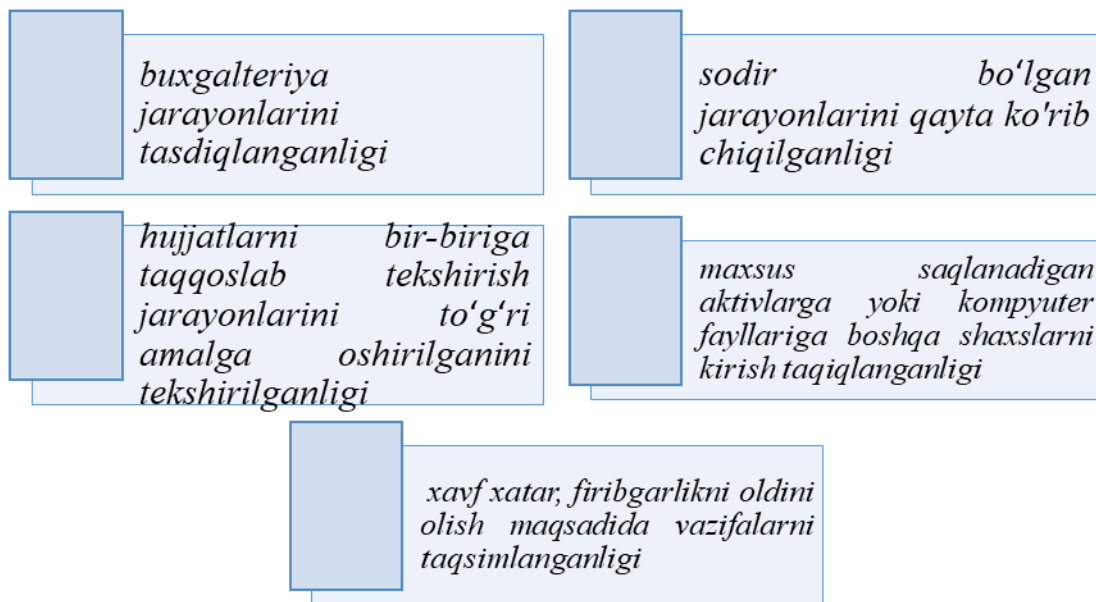 buxgalteriya
jarayonlarini
tasdiqlanganligi
sodir bo‘lgan
jarayonlarini qayta ko'rib
chiqilganligi
hujjatlarni bir-biriga
taqqoslab tekshirish
jarayonlarini to‘g‘ri
amalga oshirilganini
tekshirilganligi
maxsus saqlanadigan
aktivlarga yoki kompyuter
fayllariga boshqa shaxslarni
kirish taqiqlanganligi
xavf xatar, firibgarlikni oldini
olish maqsadida vazifalarni
taqsimlanganligi